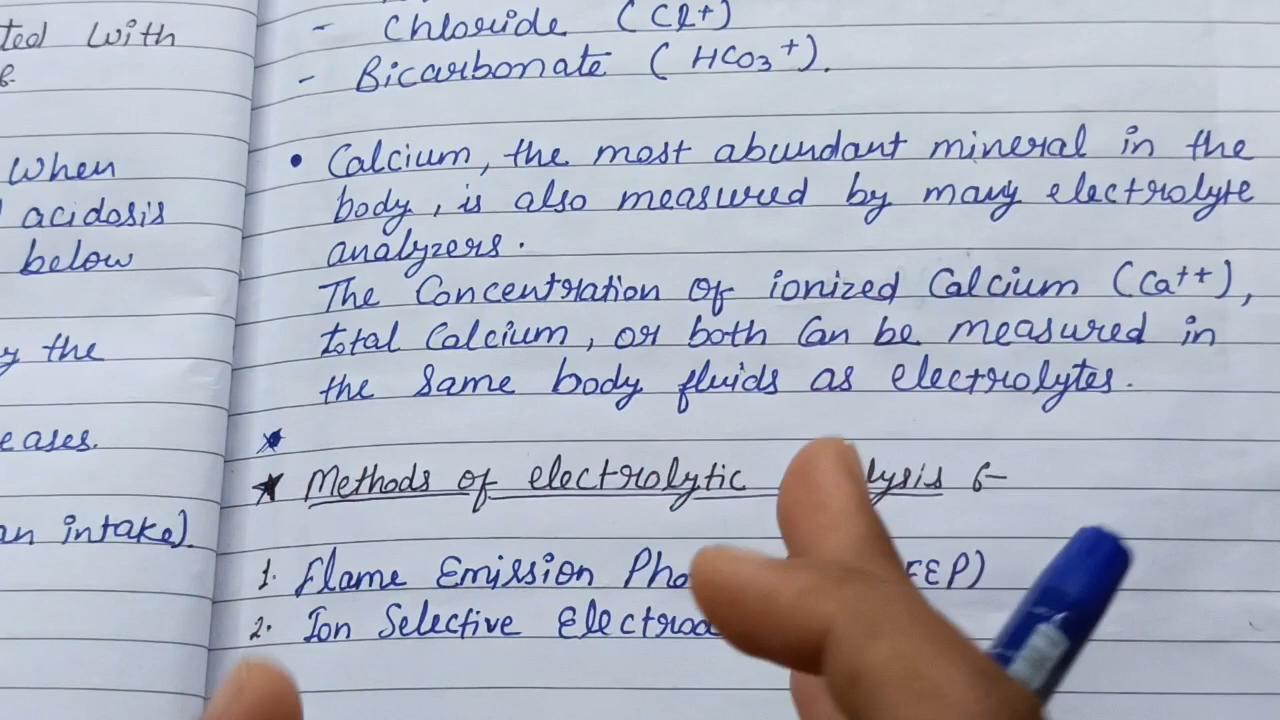 ted with
- Chloride (Cl+)
- Bicarbonate (HCO3+).
When
acidosis
below
y the
eases.
an intake)
• Calcium, the most abundant mineral in the
body, is also measured by many electrolyte
analyzers.
The Concentration of ionized Calcium (Ca++),
total Calcium, or both Can be measured in
the Same body fluids as electrolytes.
* Methods of electrolytic lysis :-
1. Flame Emission Pho FEP)
2. Ion Selective Electrod